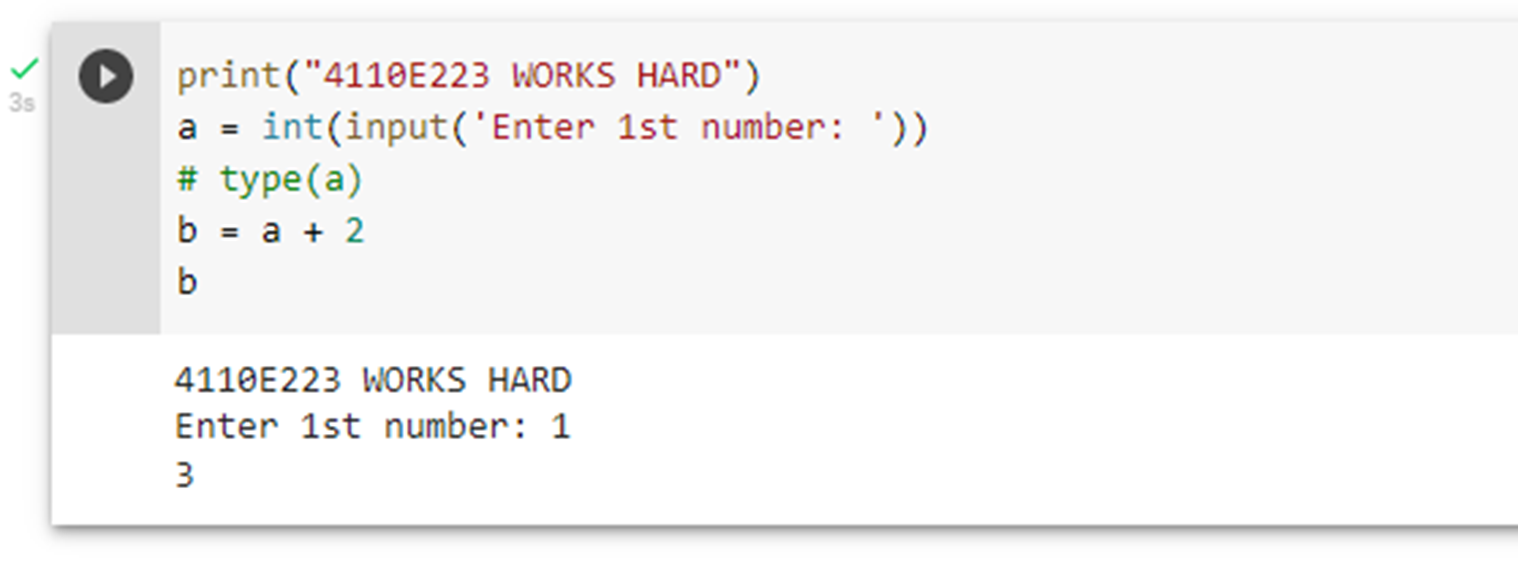 print("4110E223 WORKS HARD")
3s
a = int(input('Enter 1st number: '))
# type(a)
b = a + 2
b
4110E223 WORKS HARD
Enter 1st number: 1
3